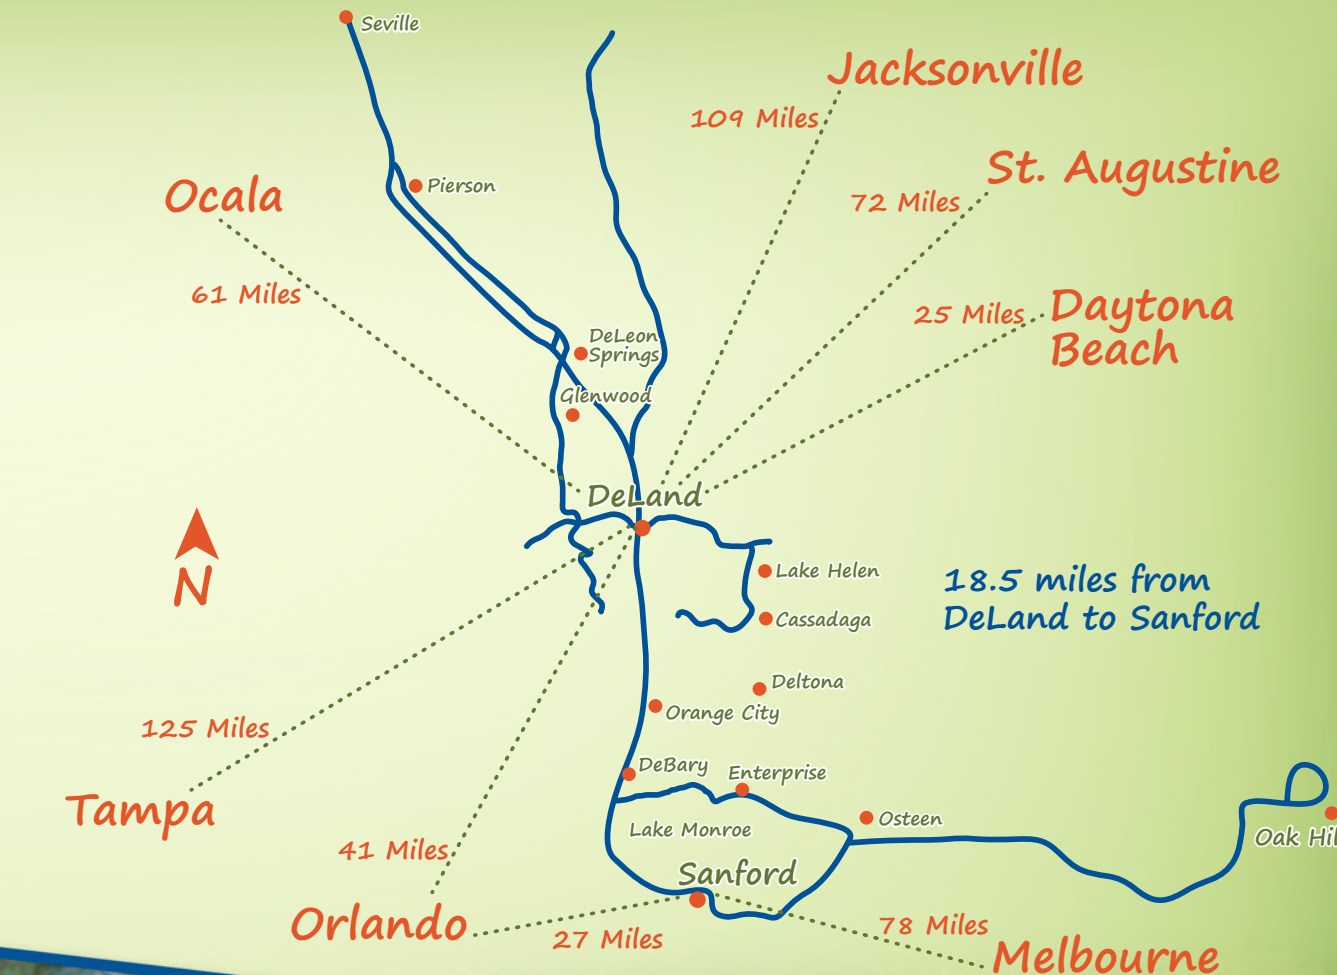 Seville
Jacksonville
109 Miles
St. Augustine
Pierson
Ocala
72 Miles
61 Miles
25 Miles
Daytona
Beach
DeLeon
Springs
Glenwood
DeLand
N
Lake Helen
18.5 miles from
DeLand to Sanford
Cassadaga
Deltona
Orange City
125 Miles
DeBary
Enterprise
Tampa
Osteen
Lake Monroe
Oak Hil
41 Miles
Sanford
Orlando
27 Miles
78 Miles
Melbourne